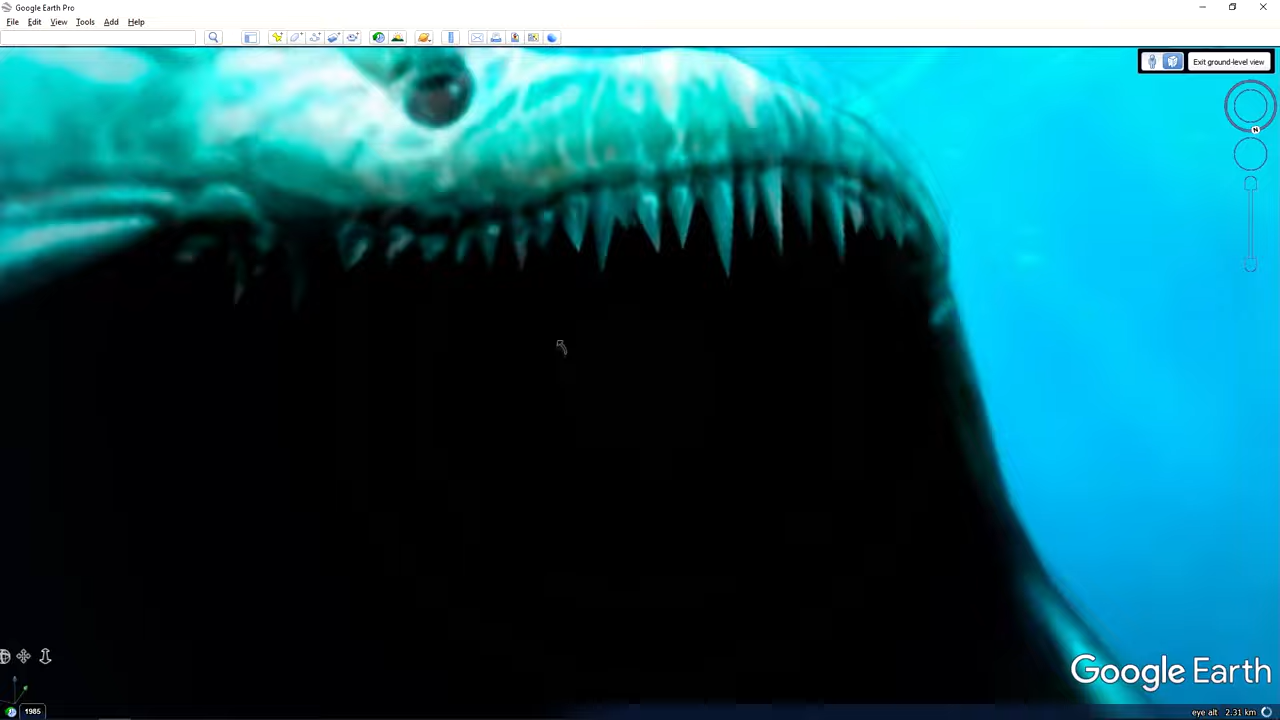 Google Earth Pro
File Edit View Tools Add Help
Exit ground-level view
N
Google Earth
1985
eye alt 2.31 km